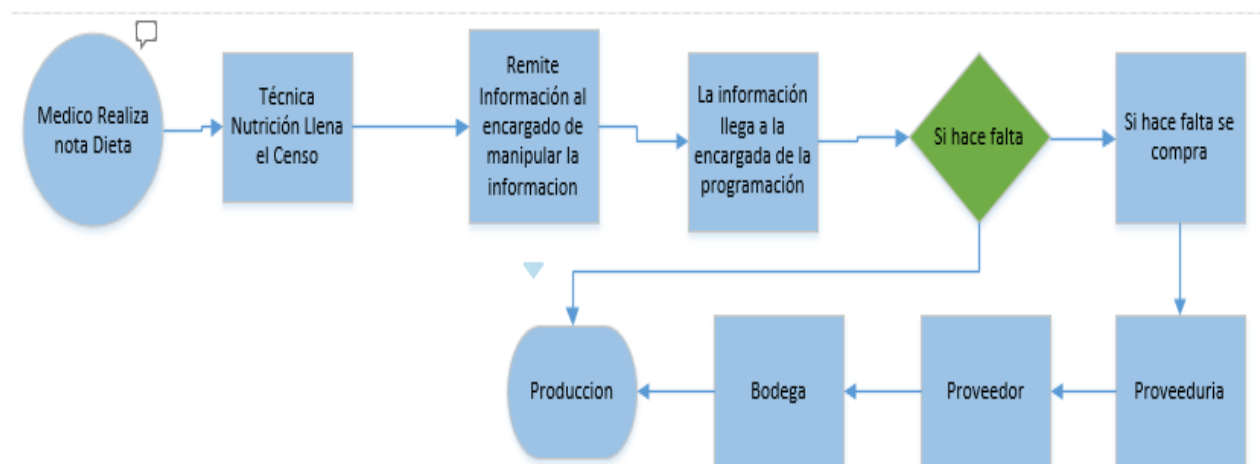 Medico Realiza
nota Dieta
Técnica
Nutrición Llena
el Censo
Remite
Información al
encargado de
manipular la
informacion
La información
llega a la
encargada de la
programación
Si hace falta
Si hace falta se
compra
Produccion
Bodega
Proveedor
Proveeduria